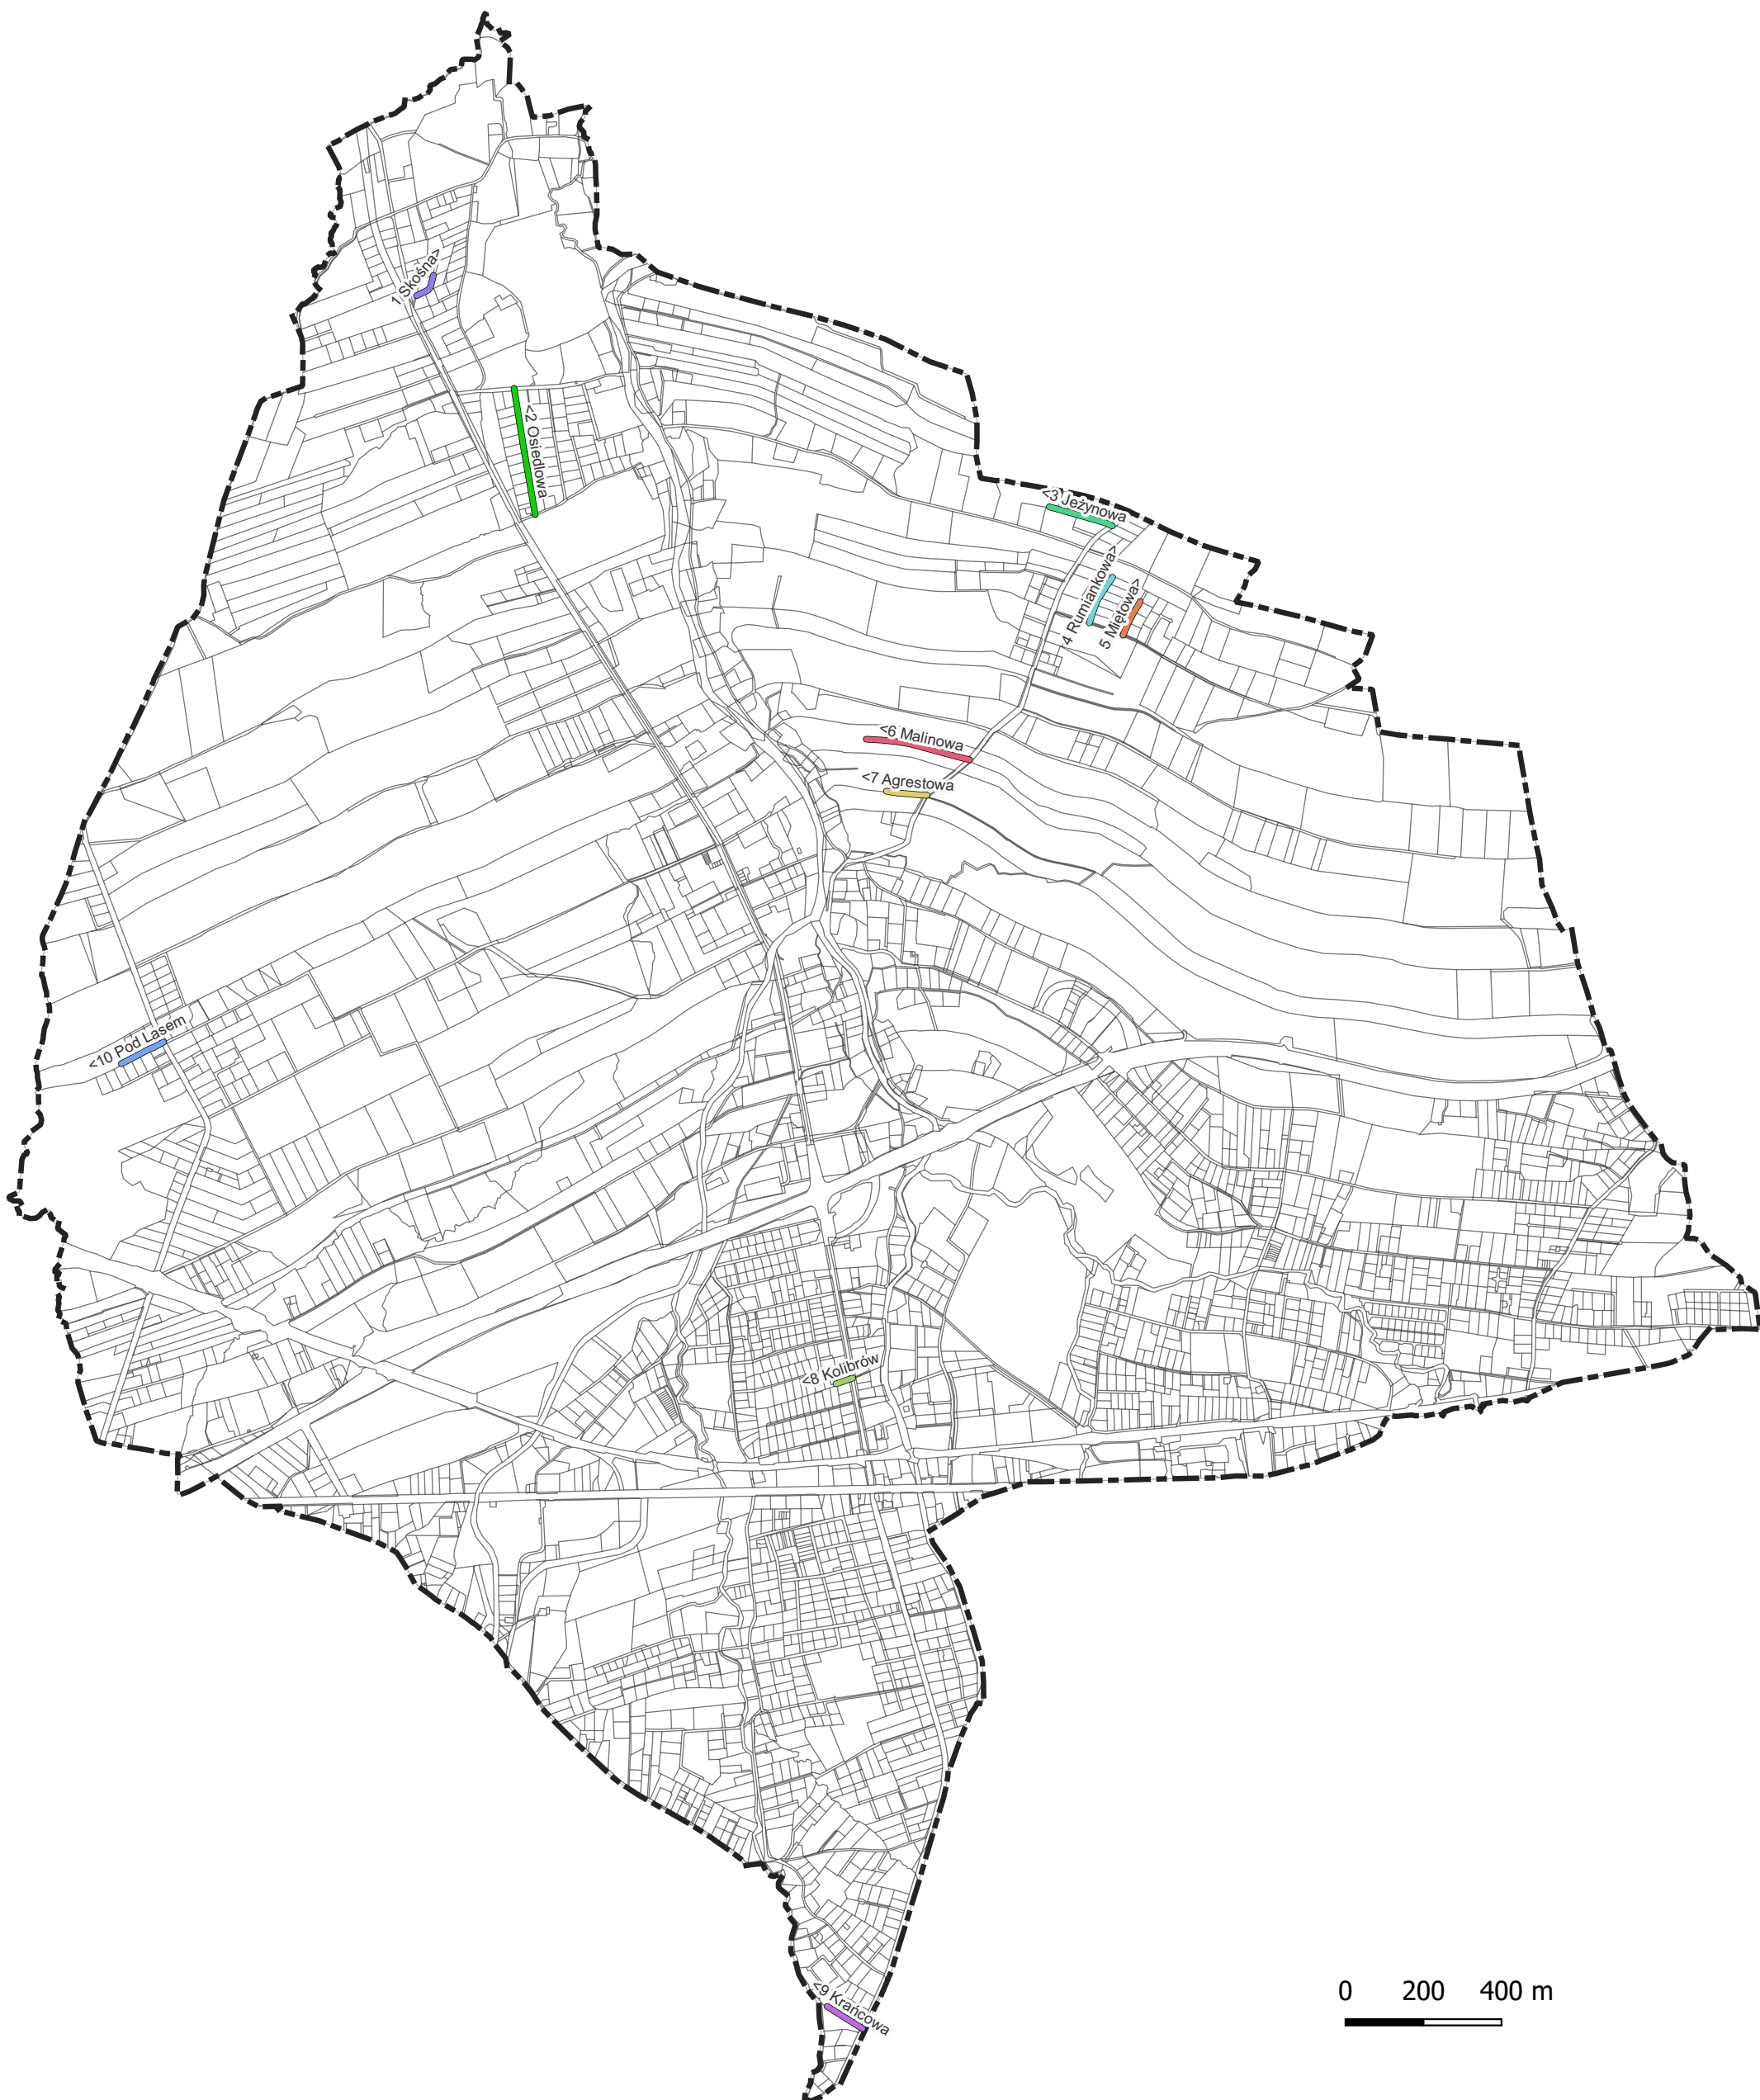 1 Skośna>
<2 Osiedlowa
<3 Jeżynowa
4 Rumiankowa>
5 Miętowa>
<6 Malinowa
<7 Agrestowa
<10 Pod Lasem
<8 Kolibrów
<9 Krańcowa
0 200 400 m